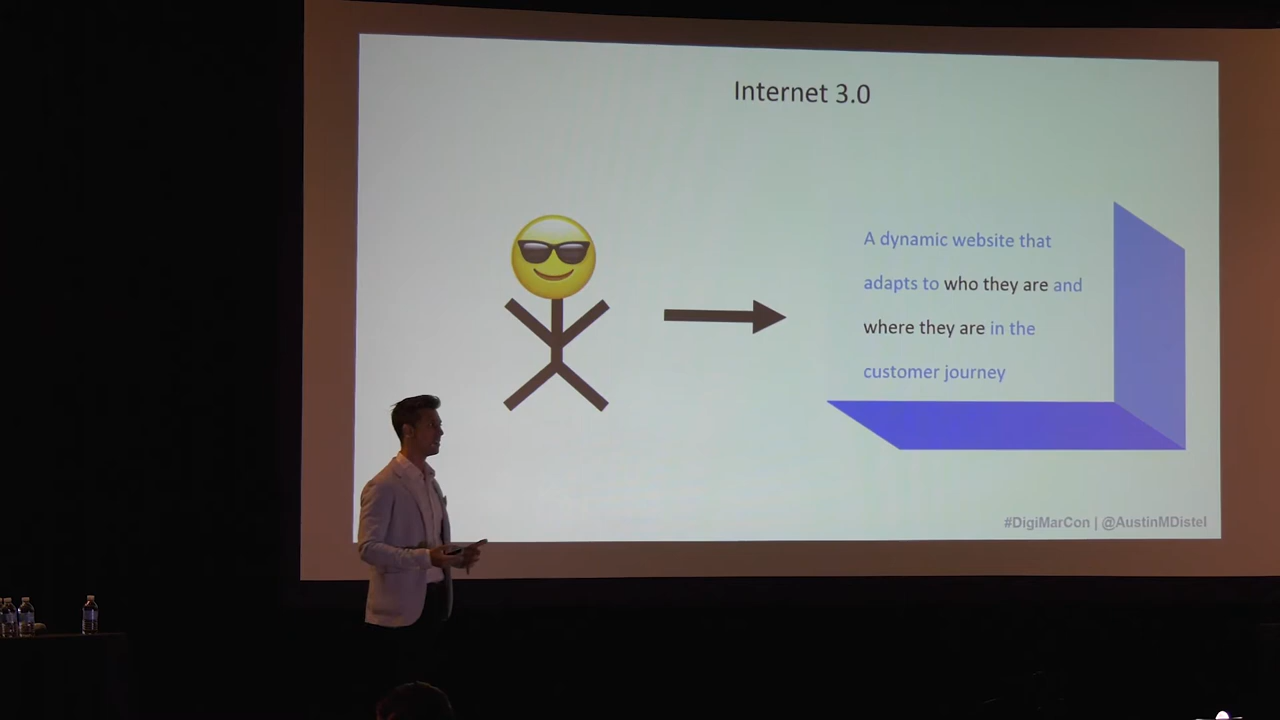 Internet 3.0
A dynamic website that
adapts to who they are and
where they are in the
customer journey
#DigiMarCon | @AustinMDistel